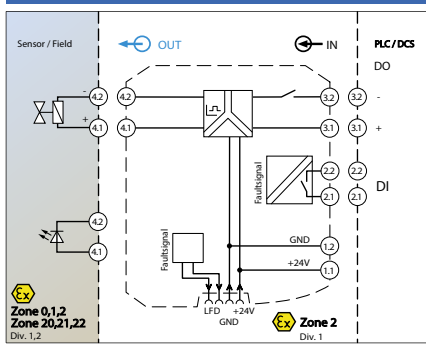 Sensor / Field
OUT
IN
PLC / DCS
DO
- 4.2 4.2 3.2 3.2 -
+ 4.1 4.1 3.1 3.1 +
Faultsignal
2.2 2.2
2.1 2.1
DI
4.2
4.1
Faultsignal
GND 1.2
+24V 1.1
LFD +24V
GND
Ex
Zone 0,1,2
Zone 20,21,22
Div. 1,2
Ex
Zone 2
Div. 1